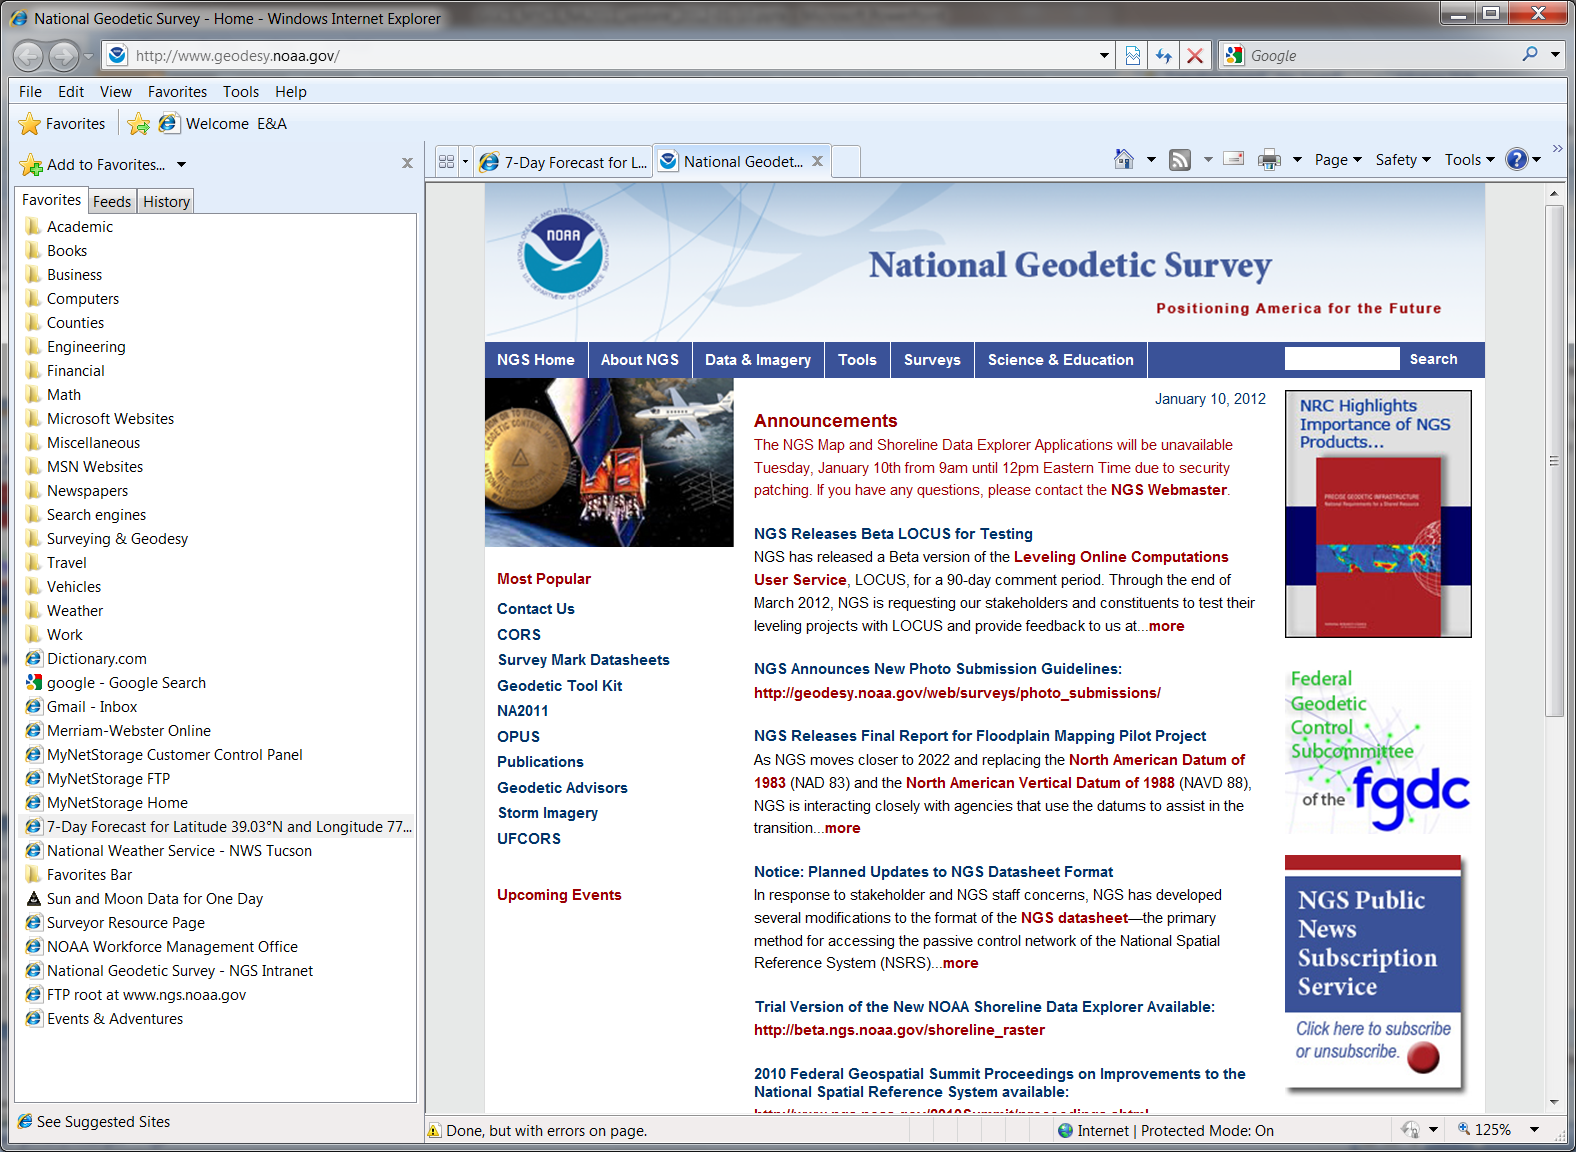 National Geodetic Survey - Home - Windows Internet Explorer
http://www.geodesy.noaa.gov/
Google
File Edit View Favorites Tools Help
Favorites Welcome E&A
Add to Favorites...
7-Day Forecast for L... National Geodet...
Page Safety Tools
Favorites Feeds History
Academic
Books
Business
Computers
Counties
Engineering
Financial
Math
Microsoft Websites
Miscellaneous
MSN Websites
Newspapers
Search engines
Surveying & Geodesy
Travel
Vehicles
Weather
Work
Dictionary.com
google - Google Search
Gmail - Inbox
Merriam-Webster Online
MyNetStorage Customer Control Panel
MyNetStorage FTP
MyNetStorage Home
7-Day Forecast for Latitude 39.03°N and Longitude 77...
National Weather Service - NWS Tucson
Favorites Bar
Sun and Moon Data for One Day
Surveyor Resource Page
NOAA Workforce Management Office
National Geodetic Survey - NGS Intranet
FTP root at www.ngs.noaa.gov
Events & Adventures
See Suggested Sites
NOAA
National Geodetic Survey
Positioning America for the Future
NGS Home About NGS Data & Imagery Tools Surveys Science & Education Search
Most Popular
Contact Us
CORS
Survey Mark Datasheets
Geodetic Tool Kit
NA2011
OPUS
Publications
Geodetic Advisors
Storm Imagery
UFCORS
Upcoming Events
January 10, 2012
Announcements
The NGS Map and Shoreline Data Explorer Applications will be unavailable
Tuesday, January 10th from 9am until 12pm Eastern Time due to security
patching. If you have any questions, please contact the NGS Webmaster.
NGS Releases Beta LOCUS for Testing
NGS has released a Beta version of the Leveling Online Computations
User Service, LOCUS, for a 90-day comment period. Through the end of
March 2012, NGS is requesting our stakeholders and constituents to test their
leveling projects with LOCUS and provide feedback to us at...more
NGS Announces New Photo Submission Guidelines:
http://geodesy.noaa.gov/web/surveys/photo_submissions/
NGS Releases Final Report for Floodplain Mapping Pilot Project
As NGS moves closer to 2022 and replacing the North American Datum of
1983 (NAD 83) and the North American Vertical Datum of 1988 (NAVD 88),
NGS is interacting closely with agencies that use the datums to assist in the
transition...more
Notice: Planned Updates to NGS Datasheet Format
In response to stakeholder and NGS staff concerns, NGS has developed
several modifications to the format of the NGS datasheet—the primary
method for accessing the passive control network of the National Spatial
Reference System (NSRS)...more
Trial Version of the New NOAA Shoreline Data Explorer Available:
http://beta.ngs.noaa.gov/shoreline_raster
2010 Federal Geospatial Summit Proceedings on Improvements to the
National Spatial Reference System available:
NRC Highlights
Importance of NGS
Products...
PRECISE GEODETIC INFRASTRUCTURE
National Requirements for a Shared Resource
Federal
Geodetic
Control
Subcommittee
of the fgdc
NGS Public
News
Subscription
Service
Click here to subscribe
or unsubscribe.
Done, but with errors on page.
Internet | Protected Mode: On
125%